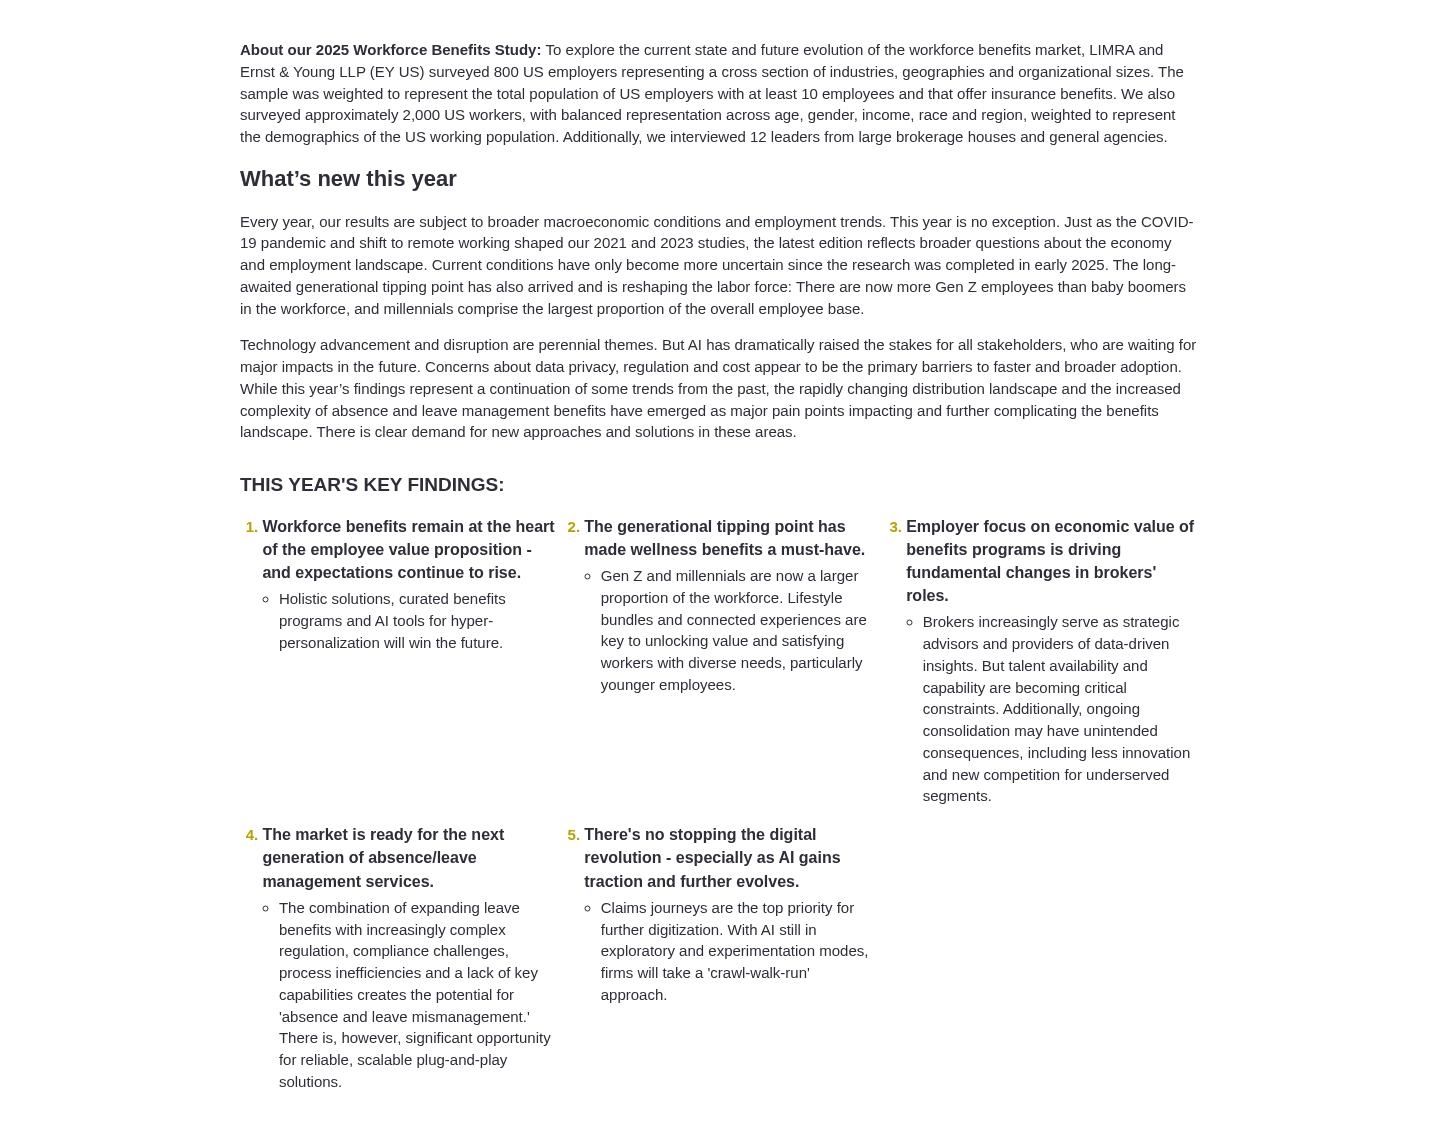 About our 2025 Workforce Benefits Study: To explore the current state and future evolution of the workforce benefits market, LIMRA and
Ernst & Young LLP (EY US) surveyed 800 US employers representing a cross section of industries, geographies and organizational sizes. The
sample was weighted to represent the total population of US employers with at least 10 employees and that offer insurance benefits. We also
surveyed approximately 2,000 US workers, with balanced representation across age, gender, income, race and region, weighted to represent
the demographics of the US working population. Additionally, we interviewed 12 leaders from large brokerage houses and general agencies.
What’s new this year
Every year, our results are subject to broader macroeconomic conditions and employment trends. This year is no exception. Just as the COVID-
19 pandemic and shift to remote working shaped our 2021 and 2023 studies, the latest edition reflects broader questions about the economy
and employment landscape. Current conditions have only become more uncertain since the research was completed in early 2025. The long-
awaited generational tipping point has also arrived and is reshaping the labor force: There are now more Gen Z employees than baby boomers
in the workforce, and millennials comprise the largest proportion of the overall employee base.
Technology advancement and disruption are perennial themes. But AI has dramatically raised the stakes for all stakeholders, who are waiting for
major impacts in the future. Concerns about data privacy, regulation and cost appear to be the primary barriers to faster and broader adoption.
While this year’s findings represent a continuation of some trends from the past, the rapidly changing distribution landscape and the increased
complexity of absence and leave management benefits have emerged as major pain points impacting and further complicating the benefits
landscape. There is clear demand for new approaches and solutions in these areas.
THIS YEAR'S KEY FINDINGS:
1. Workforce benefits remain at the heart
of the employee value proposition -
and expectations continue to rise.
Holistic solutions, curated benefits
programs and AI tools for hyper-
personalization will win the future.
2. The generational tipping point has
made wellness benefits a must-have.
Gen Z and millennials are now a larger
proportion of the workforce. Lifestyle
bundles and connected experiences are
key to unlocking value and satisfying
workers with diverse needs, particularly
younger employees.
3. Employer focus on economic value of
benefits programs is driving
fundamental changes in brokers'
roles.
Brokers increasingly serve as strategic
advisors and providers of data-driven
insights. But talent availability and
capability are becoming critical
constraints. Additionally, ongoing
consolidation may have unintended
consequences, including less innovation
and new competition for underserved
segments.
4. The market is ready for the next
generation of absence/leave
management services.
The combination of expanding leave
benefits with increasingly complex
regulation, compliance challenges,
process inefficiencies and a lack of key
capabilities creates the potential for
'absence and leave mismanagement.'
There is, however, significant opportunity
for reliable, scalable plug-and-play
solutions.
5. There's no stopping the digital
revolution - especially as AI gains
traction and further evolves.
Claims journeys are the top priority for
further digitization. With AI still in
exploratory and experimentation modes,
firms will take a 'crawl-walk-run'
approach.